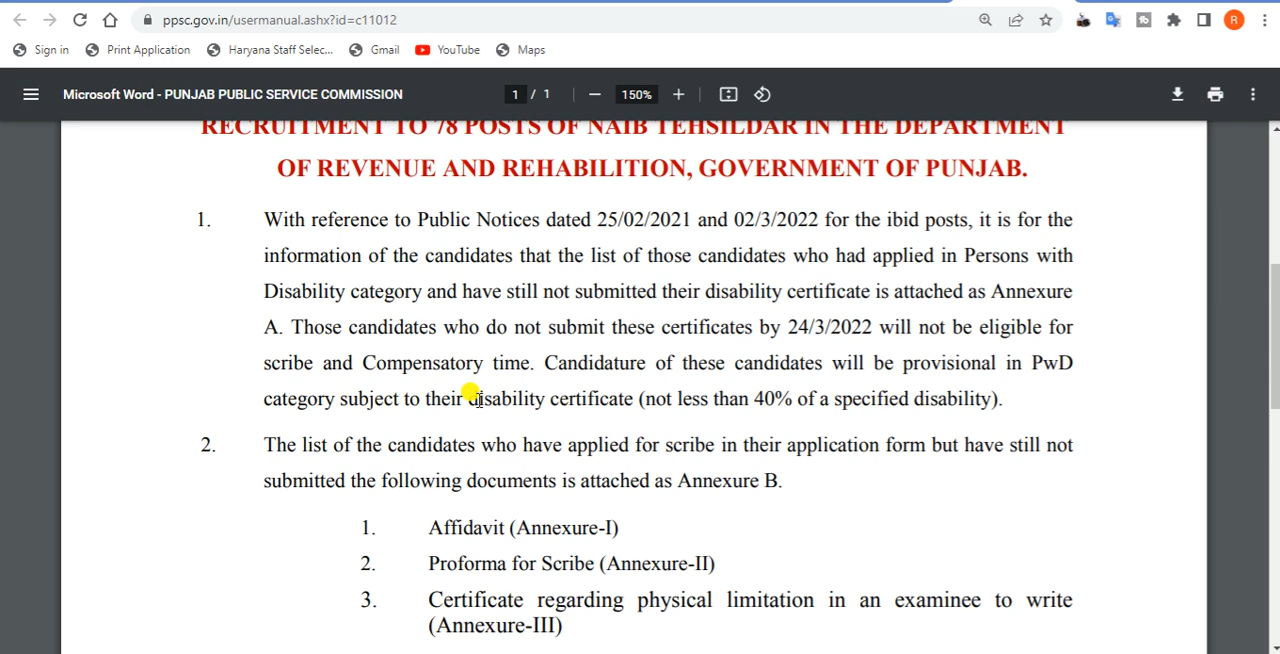 ppsc.gov.in/usermanual.ashx?id=c11012
R
Sign in Print Application Haryana Staff Selec... Gmail YouTube Maps
Microsoft Word - PUNJAB PUBLIC SERVICE COMMISSION 1 / 1 — 150% +
RECRUITMENT TO 78 POSTS OF NAIB TEHSILDAR IN THE DEPARTMENT
OF REVENUE AND REHABILITION, GOVERNMENT OF PUNJAB.
1. With reference to Public Notices dated 25/02/2021 and 02/3/2022 for the ibid posts, it is for the
information of the candidates that the list of those candidates who had applied in Persons with
Disability category and have still not submitted their disability certificate is attached as Annexure
A. Those candidates who do not submit these certificates by 24/3/2022 will not be eligible for
scribe and Compensatory time. Candidature of these candidates will be provisional in PwD
category subject to their disability certificate (not less than 40% of a specified disability).
2. The list of the candidates who have applied for scribe in their application form but have still not
submitted the following documents is attached as Annexure B.
1. Affidavit (Annexure-I)
2. Proforma for Scribe (Annexure-II)
3. Certificate regarding physical limitation in an examinee to write
(Annexure-III)